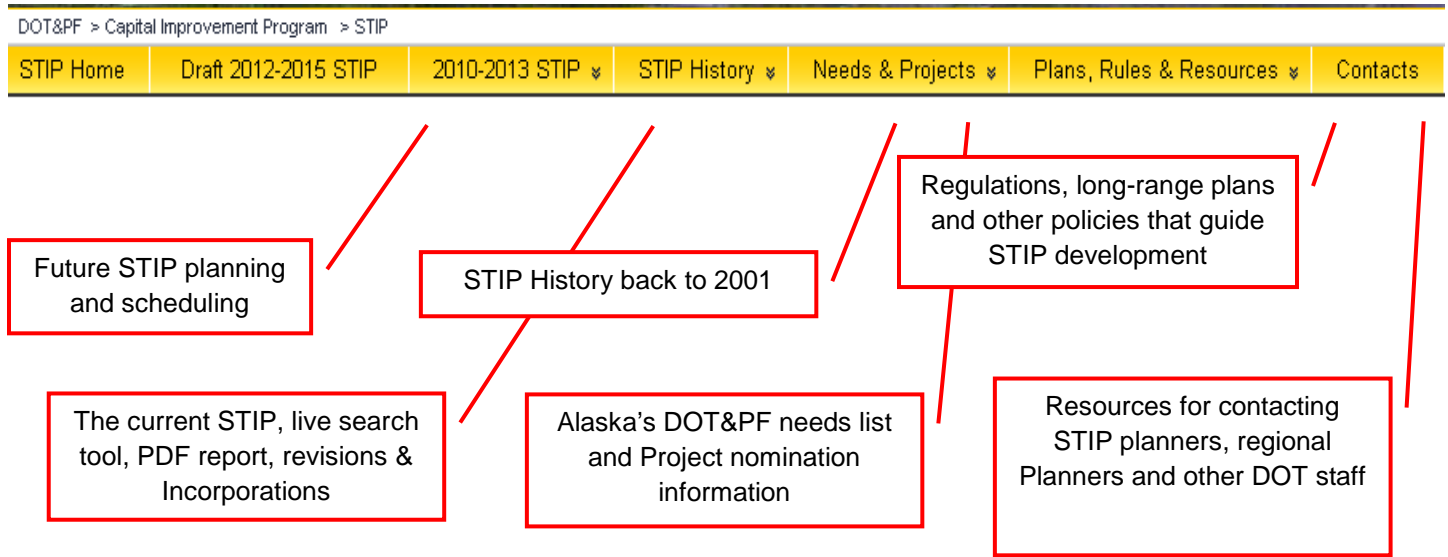 DOT&PF > Capital Improvement Program > STIP
STIP Home Draft 2012-2015 STIP 2010-2013 STIP STIP History Needs & Projects Plans, Rules & Resources Contacts
Regulations, long-range plans
and other policies that guide
STIP development
Future STIP planning
and scheduling
STIP History back to 2001
The current STIP, live search
tool, PDF report, revisions &
Incorporations
Alaska's DOT&PF needs list
and Project nomination
information
Resources for contacting
STIP planners, regional
Planners and other DOT staff